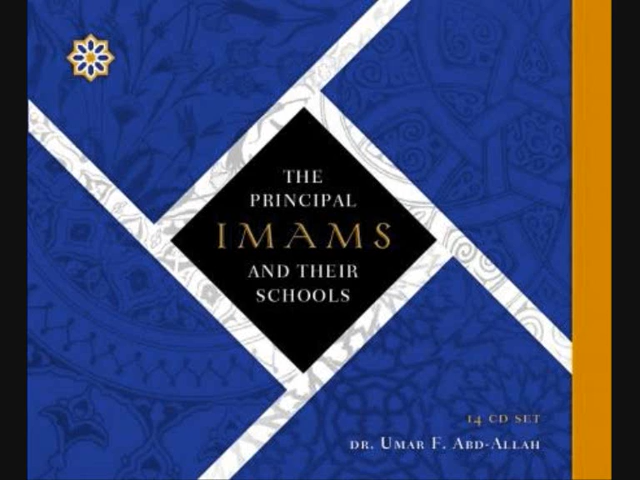 THE
PRINCIPAL
IMAMS
AND THEIR
SCHOOLS
14 CD SET
DR. UMAR F. ABD-ALLAH